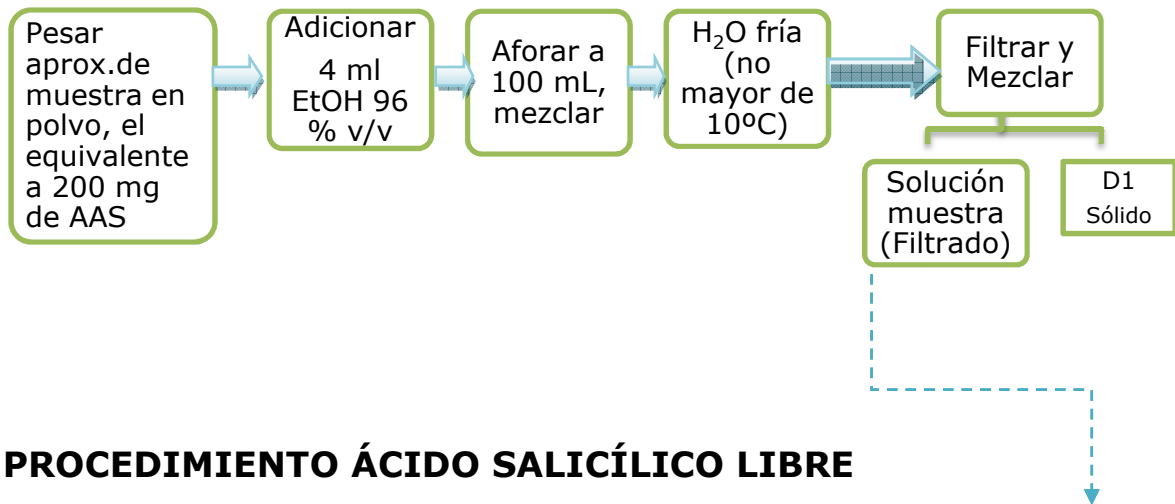 Pesar
aprox.de
muestra en
polvo, el
equivalente
a 200 mg
de AAS
Adicionar
4 ml
EtOH 96
% v/v
Aforar a
100 mL,
mezclar
H₂O fría
(no
mayor de
10ºC)
Filtrar y
Mezclar
Solución
muestra
(Filtrado)
D1
Sólido
PROCEDIMIENTO ÁCIDO SALICÍLICO LIBRE